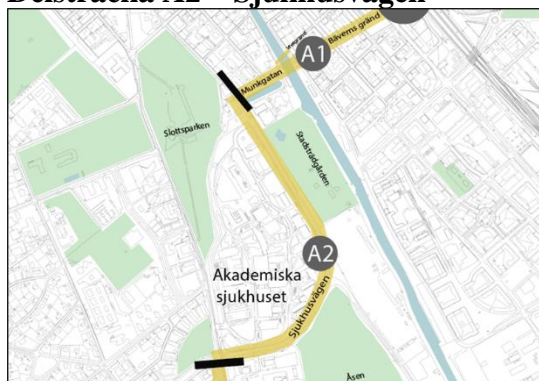 Delsträcka A2 – Sjukhusvägen
A1
Bäverns gränd
Munkgatan
Slottsparken
Stadsträdgården
A2
Akademiska
sjukhuset
Sjukhusvägen
Åsen